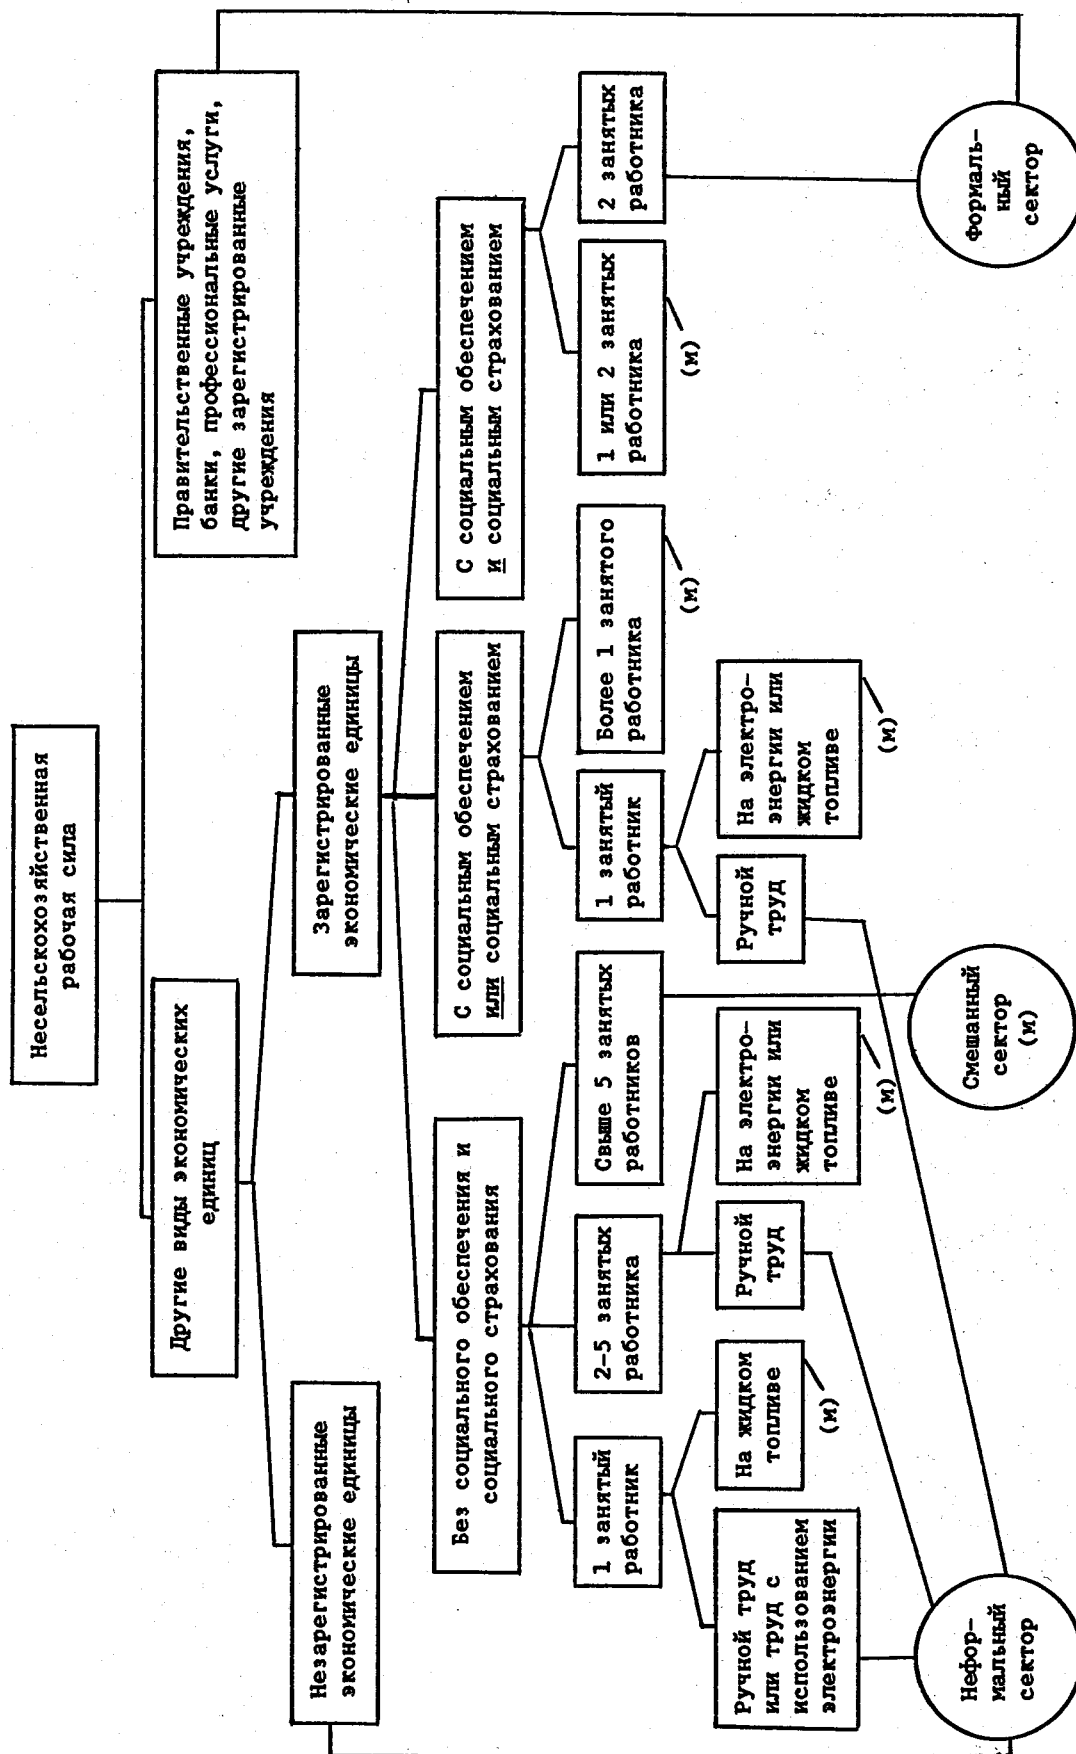 Несельскохозяйственная
рабочая сила
Другие виды экономических
единиц
Правительственные учреждения,
банки, профессиональные услуги,
другие зарегистрированные
учреждения
Незарегистрированные
экономические единицы
Зарегистрированные
экономические единицы
Без социального обеспечения и
социального страхования
С социальным обеспечением
или социальным страхованием
С социальным обеспечением
и социальным страхованием
1 занятый
работник
2-5 занятых
работника
Свыше 5 занятых
работников
1 занятый
работник
Более 1 занятого
работника
(м)
1 или 2 занятых
работника
(м)
2 занятых
работника
Ручной труд
или труд с
использованием
электроэнергии
На жидком
топливе
(м)
Ручной
труд
На электро-
энергии или
жидком
топливе
(м)
Ручной
труд
На электро-
энергии или
жидком
топливе
(м)
Нефор-
мальный
сектор
Смешанный
сектор
(м)
Формаль-
ный
сектор